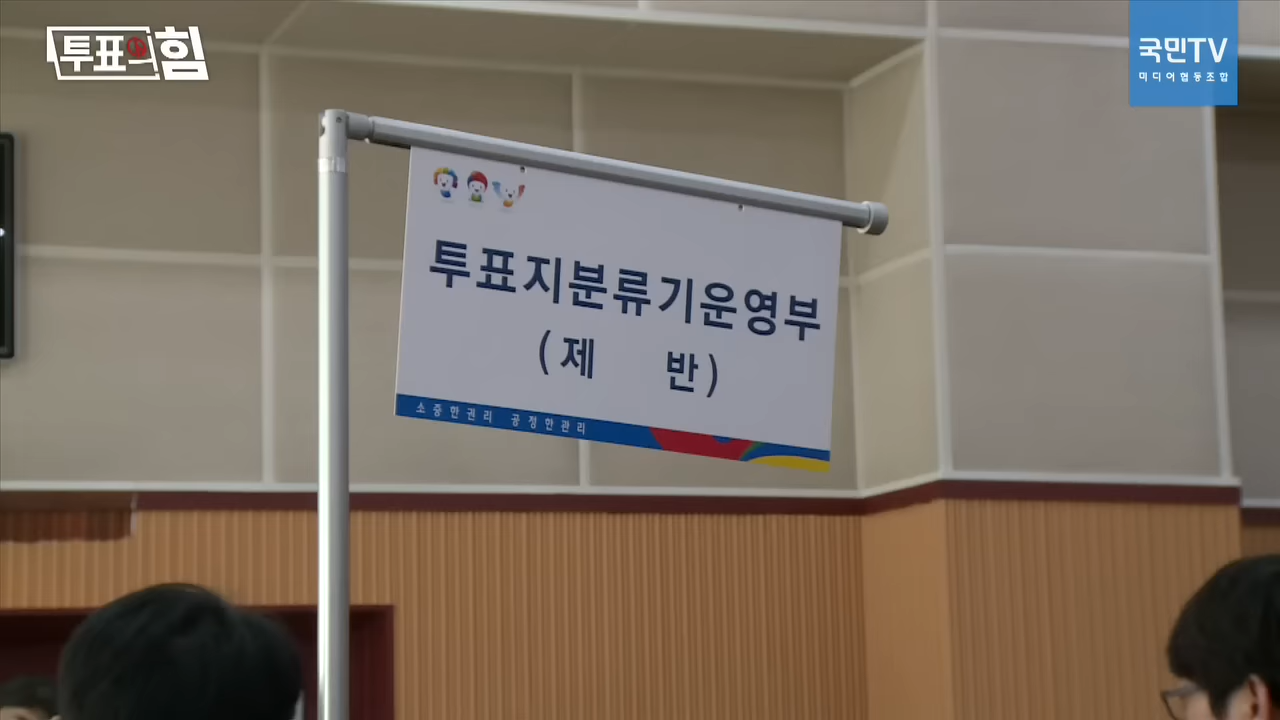 투표의힘
국민TV
미디어협동조합
투표지분류기운영부
(제 반)
소중한권리 공정한관리